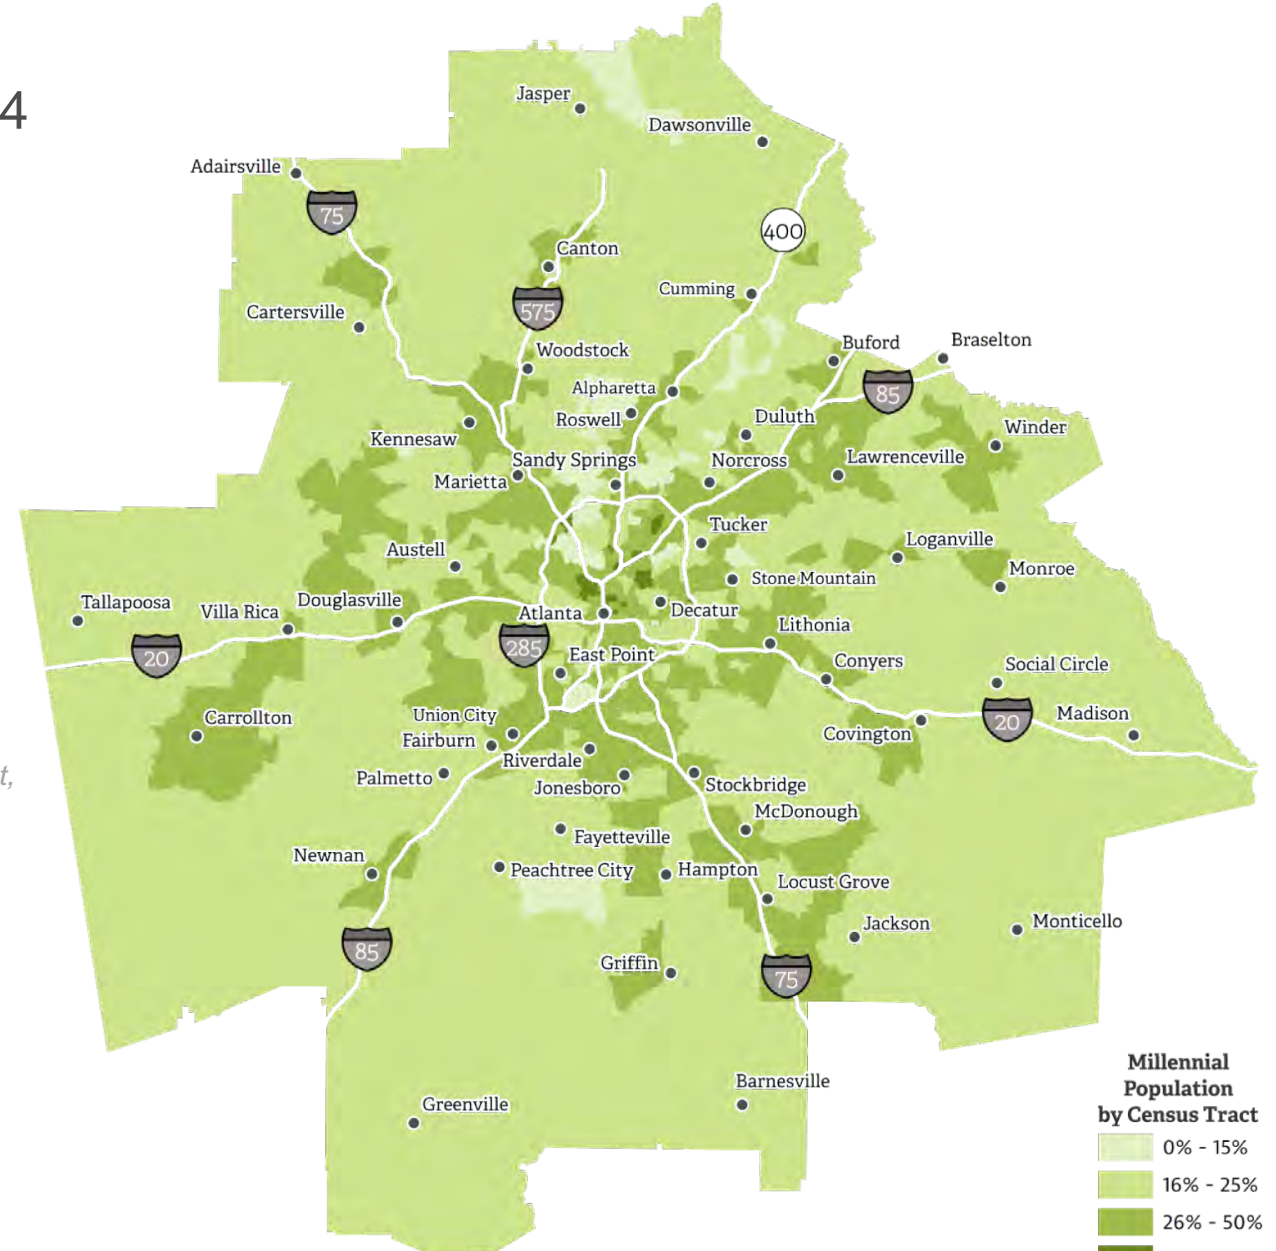 4
Jasper
Dawsonville
Adairsville
75
400
Canton
Cumming
575
Cartersville
Buford
Braselton
Woodstock
85
Alpharetta
Roswell
Duluth
Winder
Kennesaw
Sandy Springs
Norcross
Lawrenceville
Marietta
Tucker
Loganville
Austell
Stone Mountain
Monroe
Tallapoosa
Villa Rica
Douglasville
Atlanta
Decatur
Lithonia
20
285
East Point
Conyers
Social Circle
Carrollton
Union City
20
Madison
Fairburn
Covington
t,
Palmetto
Riverdale
Jonesboro
Stockbridge
McDonough
Fayetteville
Newnan
Peachtree City
Hampton
Locust Grove
Jackson
Monticello
85
Griffin
75
Barnesville
Greenville
Millennial
Population
by Census Tract
0% - 15%
16% - 25%
26% - 50%